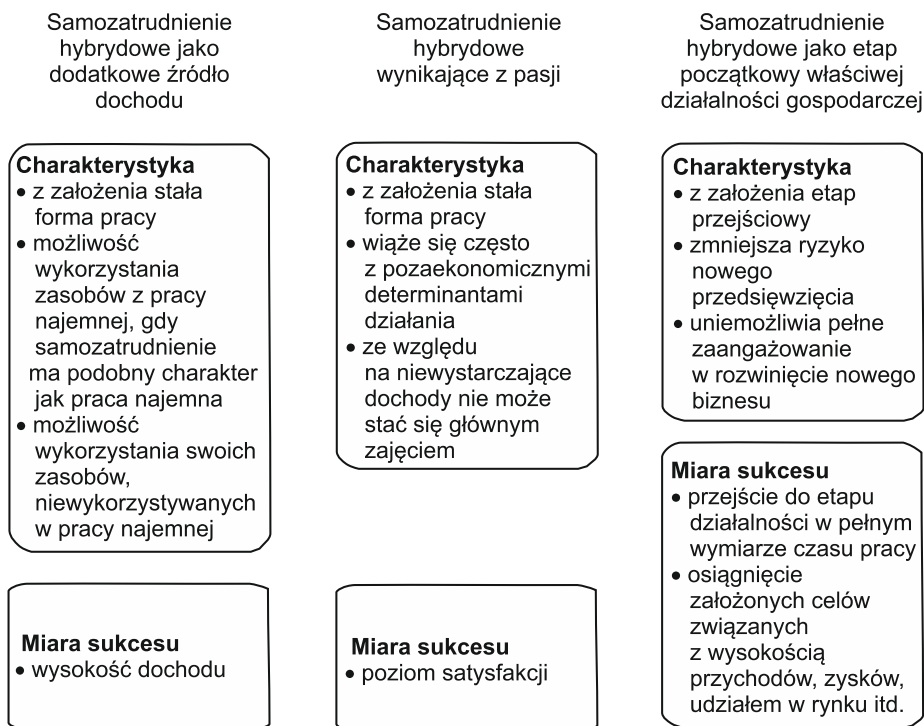 Samozatrudnienie
hybrydowe jako
dodatkowe źródło
dochodu
Charakterystyka
• z założenia stała
forma pracy
• możliwość
wykorzystania
zasobów z pracy
najemnej, gdy
samozatrudnienie
ma podobny charakter
jak praca najemna
• możliwość
wykorzystania swoich
zasobów,
niewykorzystywanych
w pracy najemnej
Miara sukcesu
• wysokość dochodu
Samozatrudnienie
hybrydowe
wynikające z pasji
Charakterystyka
• z założenia stała
forma pracy
• wiąże się często
z pozaekonomicznymi
determinantami
działania
• ze względu
na niewystarczające
dochody nie może
stać się głównym
zajęciem
Miara sukcesu
• poziom satysfakcji
Samozatrudnienie
hybrydowe jako etap
początkowy właściwej
działalności gospodarczej
Charakterystyka
• z założenia etap
przejściowy
• zmniejsza ryzyko
nowego
przedsięwzięcia
• uniemożliwia pełne
zaangażowanie
w rozwinięcie nowego
biznesu
Miara sukcesu
• przejście do etapu
działalności w pełnym
wymiarze czasu pracy
• osiągnięcie
założonych celów
związanych
z wysokością
przychodów, zysków,
udziałem w rynku itd.